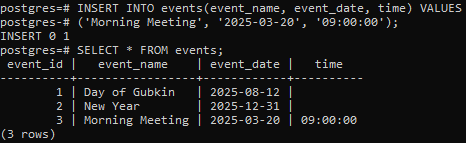 postgres=# INSERT INTO events(event_name, event_date, time) VALUES
postgres-# ('Morning Meeting', '2025-03-20', '09:00:00');
INSERT 0 1
postgres=# SELECT * FROM events;
 event_id |   event_name    | event_date |   time
----------+-----------------+------------+----------
        1 | Day of Gubkin   | 2025-08-12 |
        2 | New Year        | 2025-12-31 |
        3 | Morning Meeting | 2025-03-20 | 09:00:00
(3 rows)